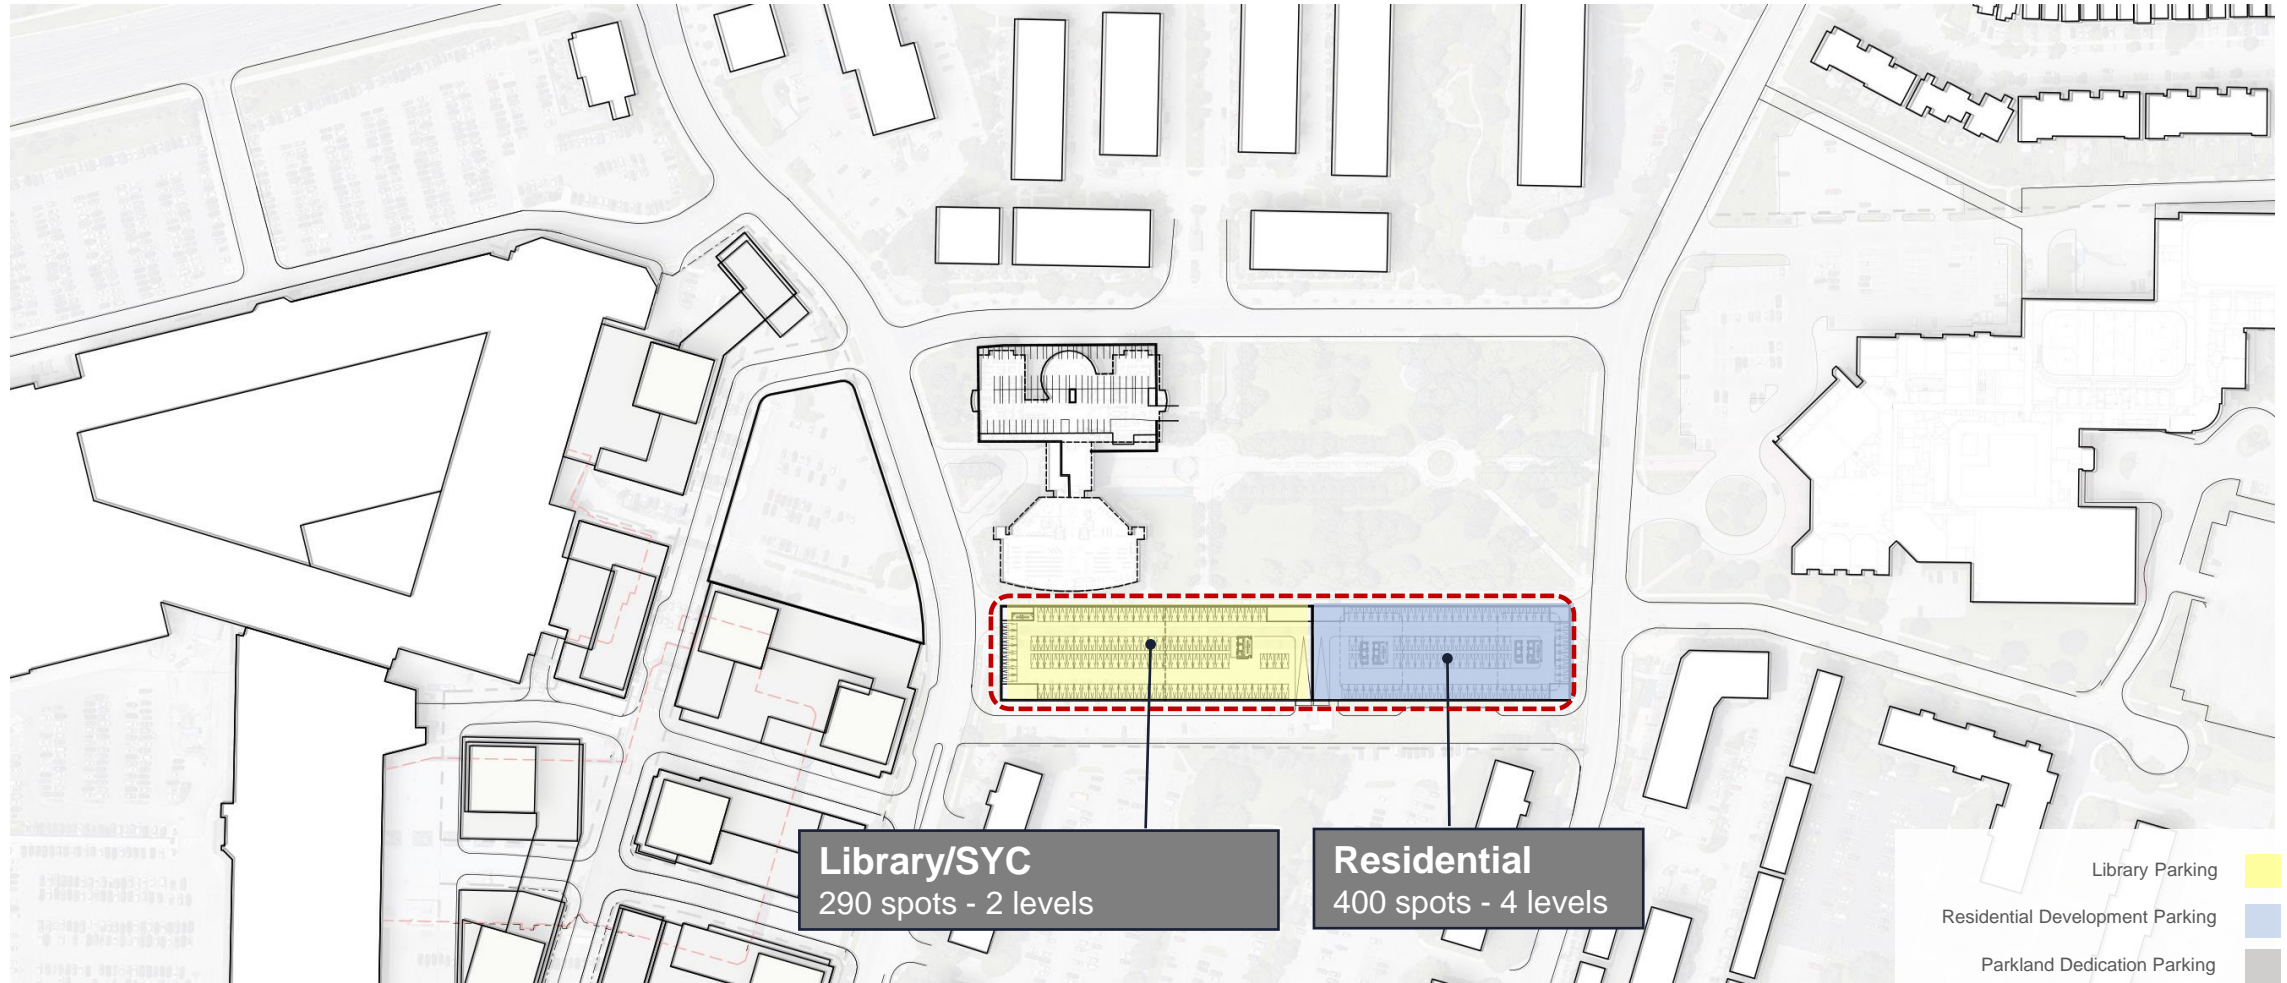 Library/SYC
290 spots - 2 levels
Residential
400 spots - 4 levels
Library Parking
Residential Development Parking
Parkland Dedication Parking